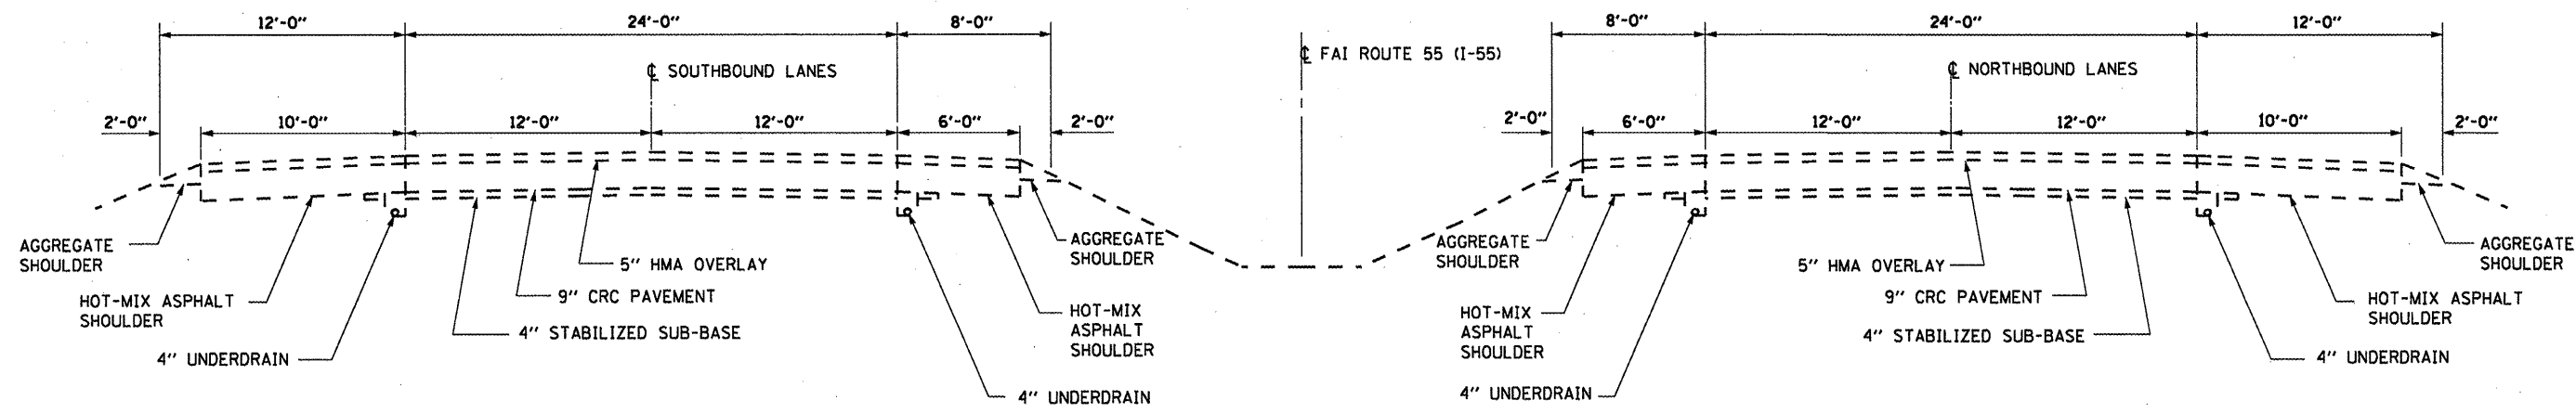 12'-0"
24'-0"
8'-0"
8'-0"
24'-0"
12'-0"
℄ FAI ROUTE 55 (I-55)
℄ SOUTHBOUND LANES
℄ NORTHBOUND LANES
2'-0"
10'-0"
12'-0"
12'-0"
6'-0"
2'-0"
2'-0"
6'-0"
12'-0"
12'-0"
10'-0"
2'-0"
AGGREGATE
SHOULDER
HOT-MIX ASPHALT
SHOULDER
4" UNDERDRAIN
5" HMA OVERLAY
9" CRC PAVEMENT
4" STABILIZED SUB-BASE
AGGREGATE
SHOULDER
HOT-MIX
ASPHALT
SHOULDER
4" UNDERDRAIN
AGGREGATE
SHOULDER
HOT-MIX
ASPHALT
SHOULDER
4" UNDERDRAIN
5" HMA OVERLAY
9" CRC PAVEMENT
4" STABILIZED SUB-BASE
AGGREGATE
SHOULDER
HOT-MIX ASPHALT
SHOULDER
4" UNDERDRAIN